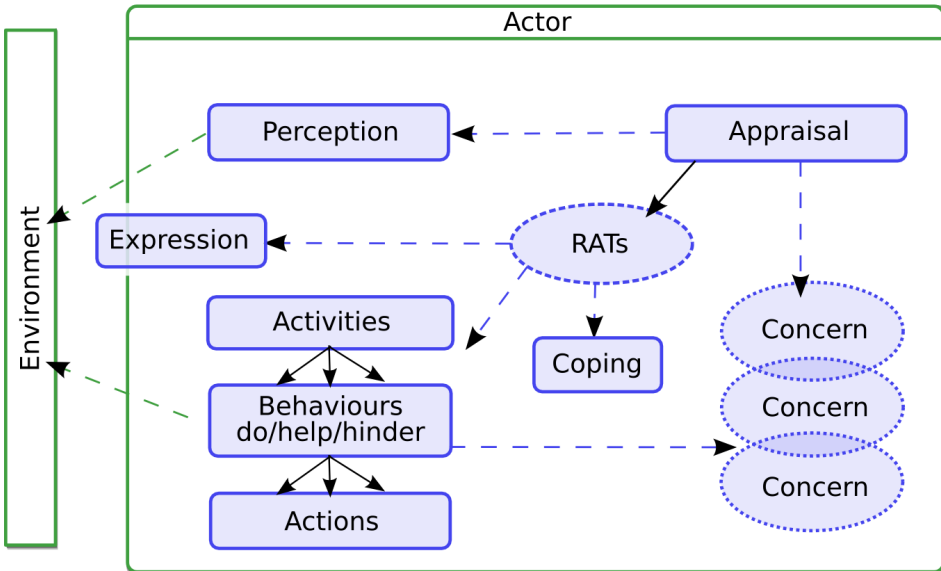 Actor
Environment
Perception
Appraisal
Expression
RATs
Activities
Coping
Concern
Behaviours
do/help/hinder
Concern
Concern
Actions